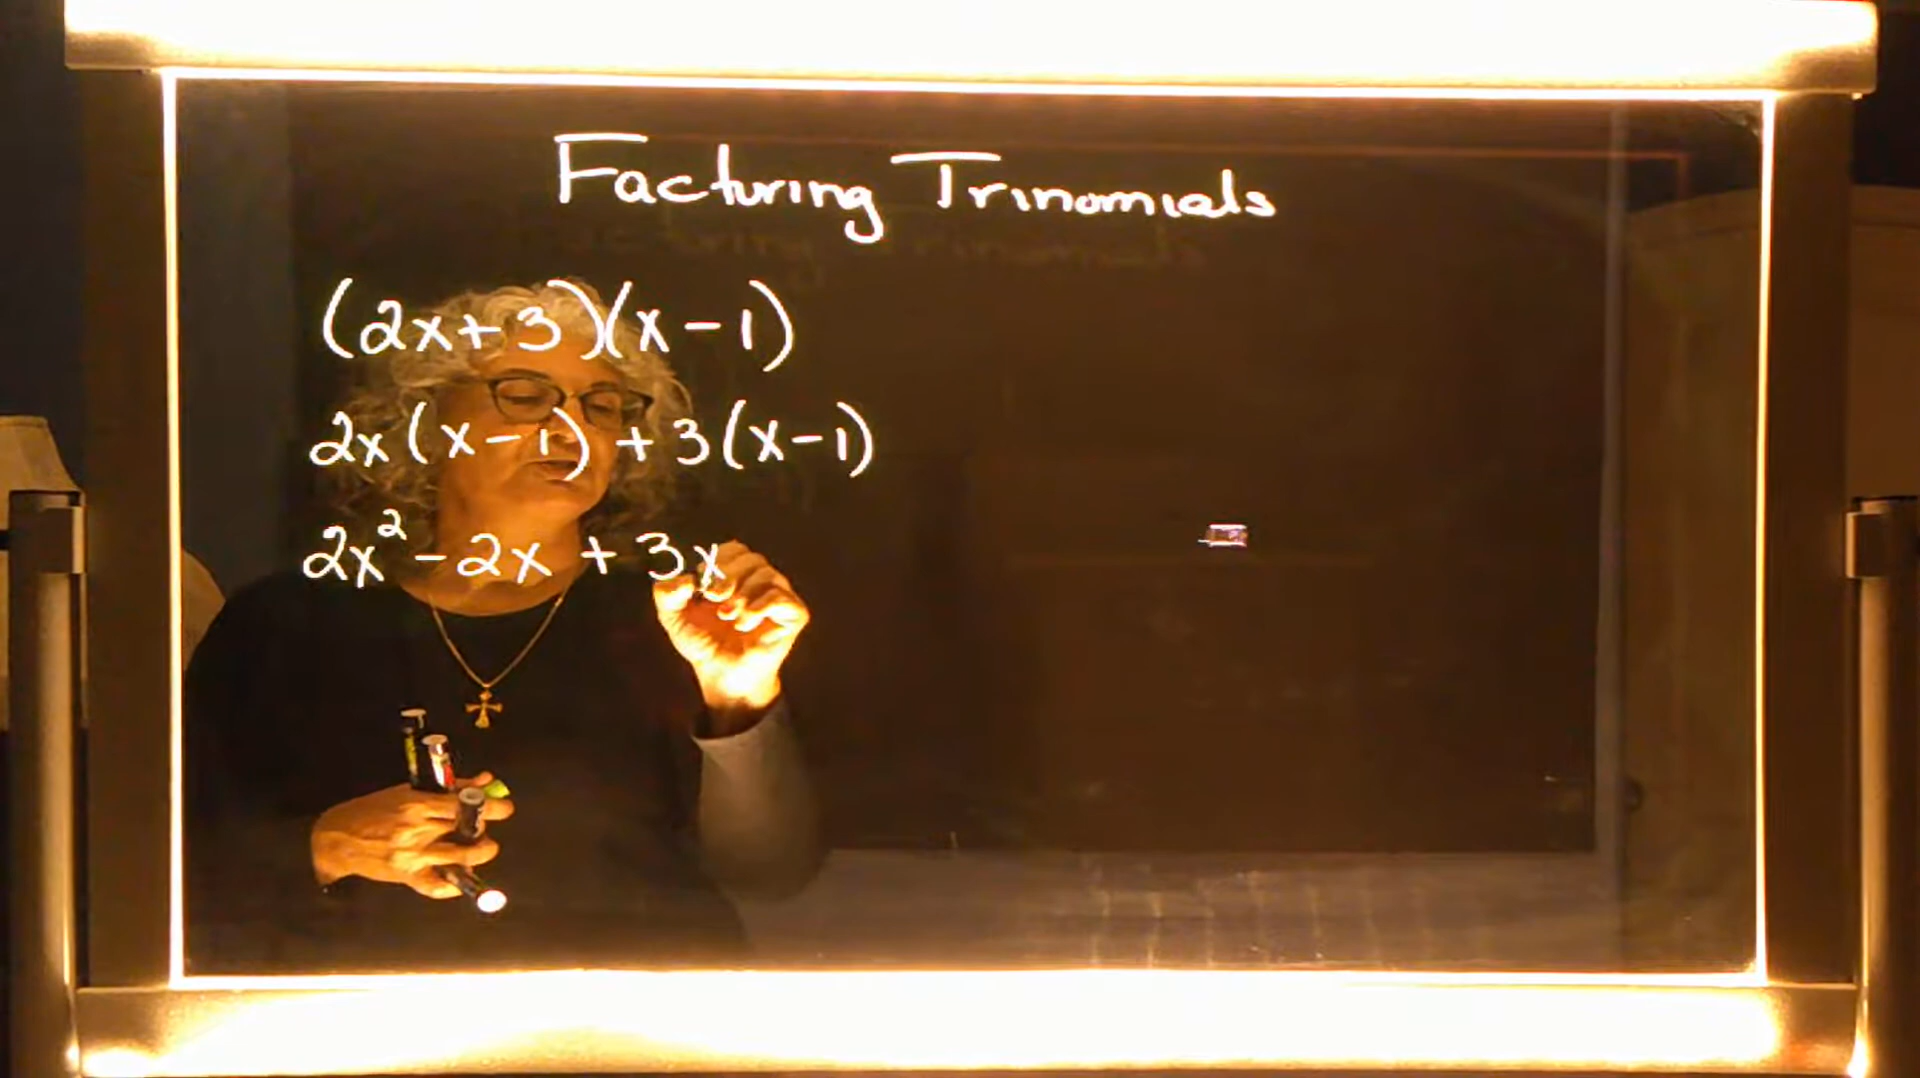 Factoring Trinomials
(2x+3)(x-1)
2x(x-1)+3(x-1)
2x²-2x+3x